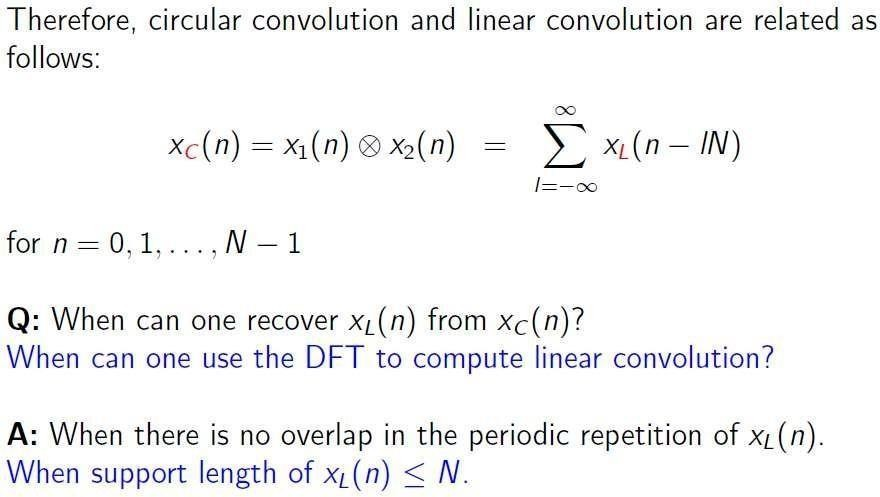 Therefore, circular convolution and linear convolution are related as
follows:
x_C(n) = x_1(n) ⊗ x_2(n) = ∑_{l=-∞}^{∞} x_L(n − lN)
for n = 0, 1, . . . , N − 1
Q: When can one recover x_L(n) from x_C(n)?
When can one use the DFT to compute linear convolution?
A: When there is no overlap in the periodic repetition of x_L(n).
When support length of x_L(n) ≤ N.